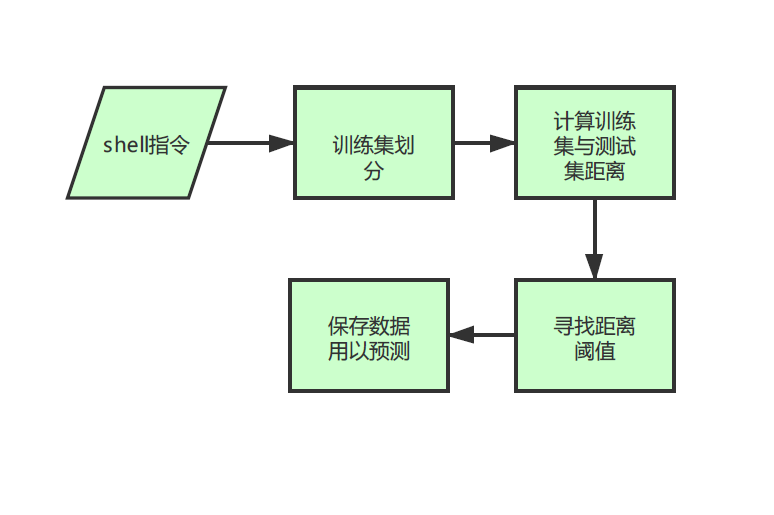 shell指令
训练集划
分
计算训练
集与测试
集距离
寻找距离
阈值
保存数据
用以预测